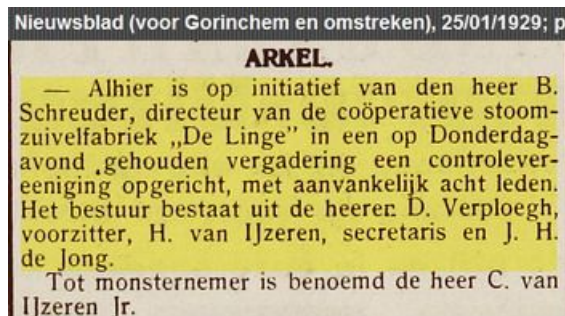 Nieuwsblad (voor Gorinchem en omstreken), 25/01/1929; p
ARKEL.
— Alhier is op initiatief van den heer B.
Schreuder, directeur van de coöperatieve stoom-
zuivelfabriek „De Linge” in een op Donderdag-
avond gehouden vergadering een controlever-
eeniging opgericht, met aanvankelijk acht leden.
Het bestuur bestaat uit de heeren D. Verploegh,
voorzitter, H. van IJzeren, secretaris en J. H.
de Jong.
Tot monsternemer is benoemd de heer C. van
IJzeren Jr.